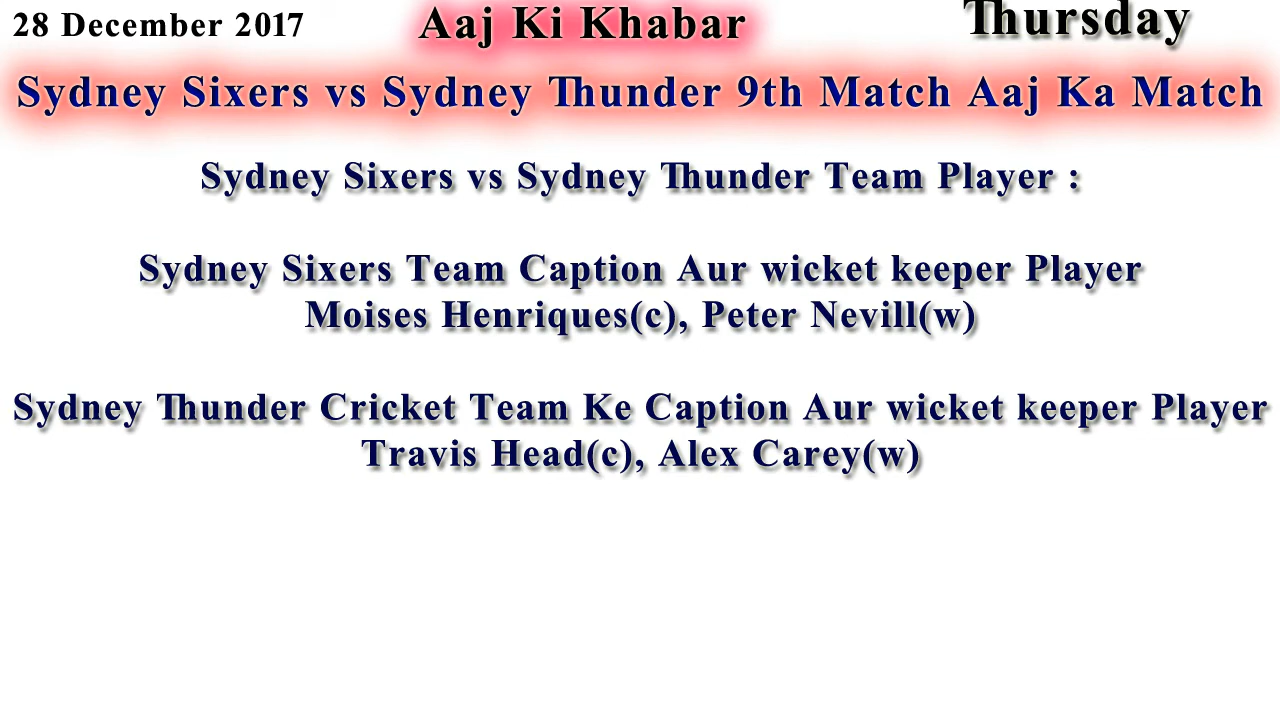 28 December 2017
Aaj Ki Khabar
Thursday
Sydney Sixers vs Sydney Thunder 9th Match Aaj Ka Match
Sydney Sixers vs Sydney Thunder Team Player :
Sydney Sixers Team Caption Aur wicket keeper Player
Moises Henriques(c), Peter Nevill(w)
Sydney Thunder Cricket Team Ke Caption Aur wicket keeper Player
Travis Head(c), Alex Carey(w)